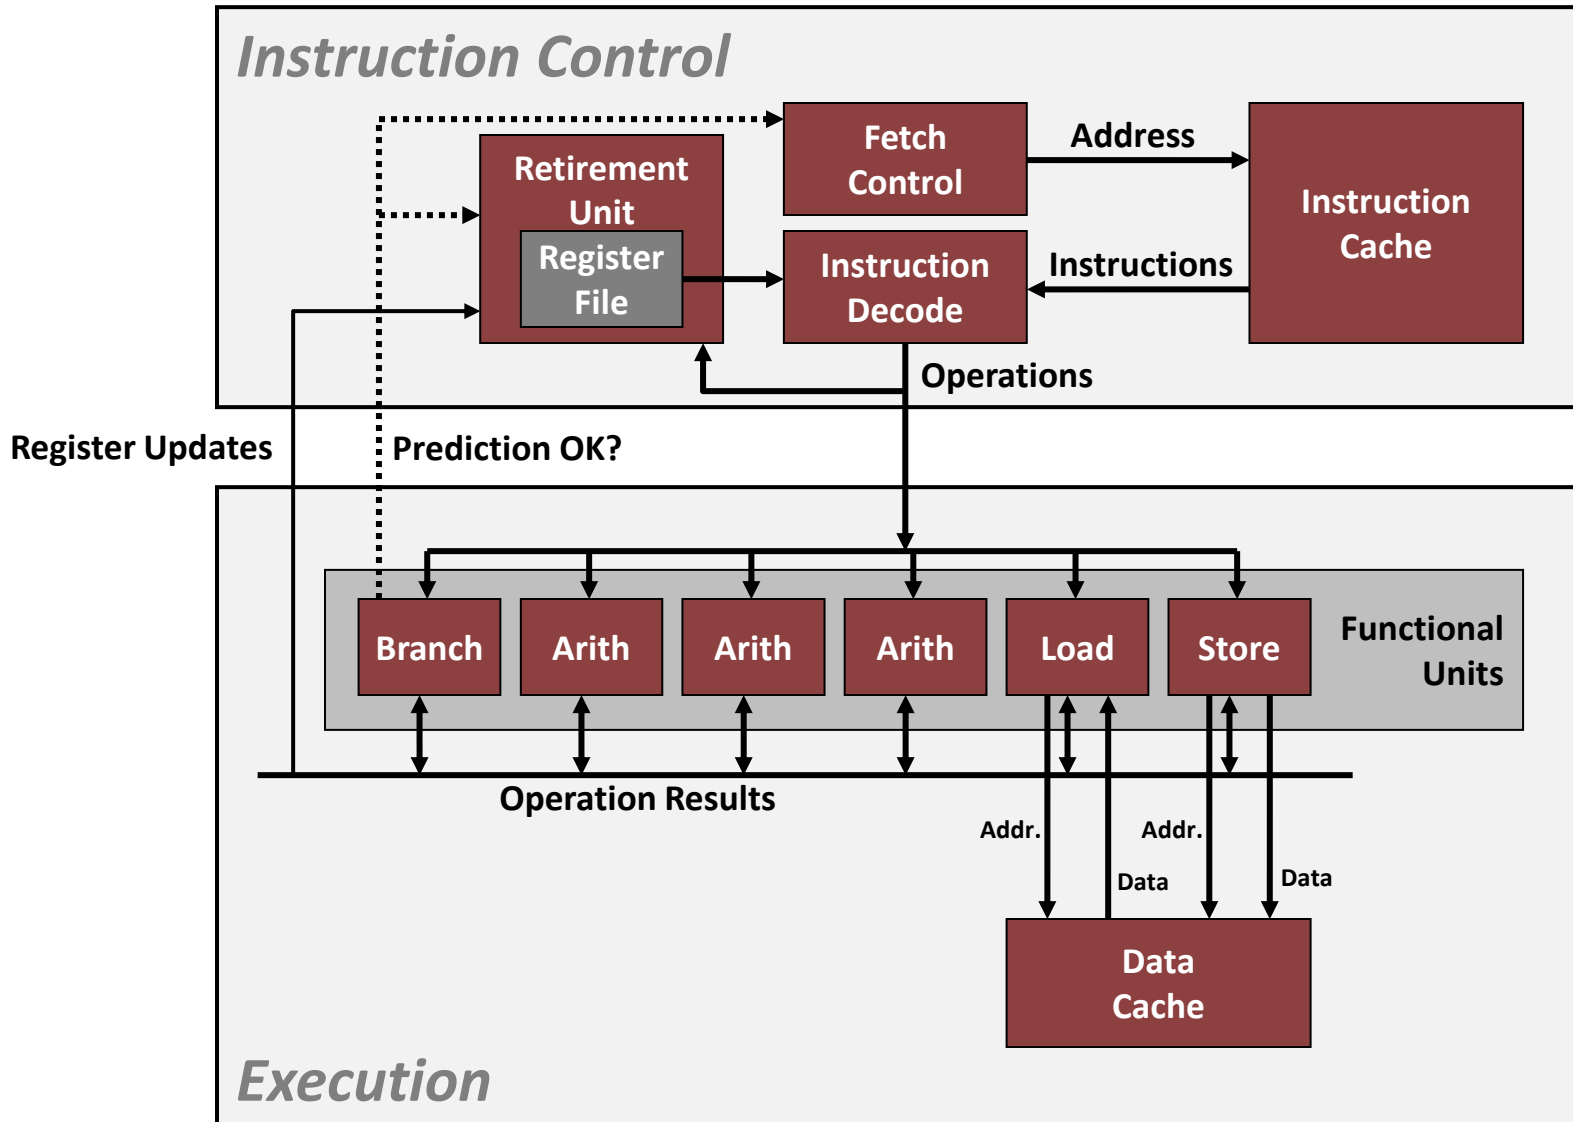 Instruction Control
Fetch
Control
Address
Instruction
Cache
Retirement
Unit
Register
File
Instruction
Decode
Instructions
Operations
Register Updates
Prediction OK?
Branch
Arith
Arith
Arith
Load
Store
Functional
Units
Operation Results
Addr.
Data
Addr.
Data
Data
Cache
Execution